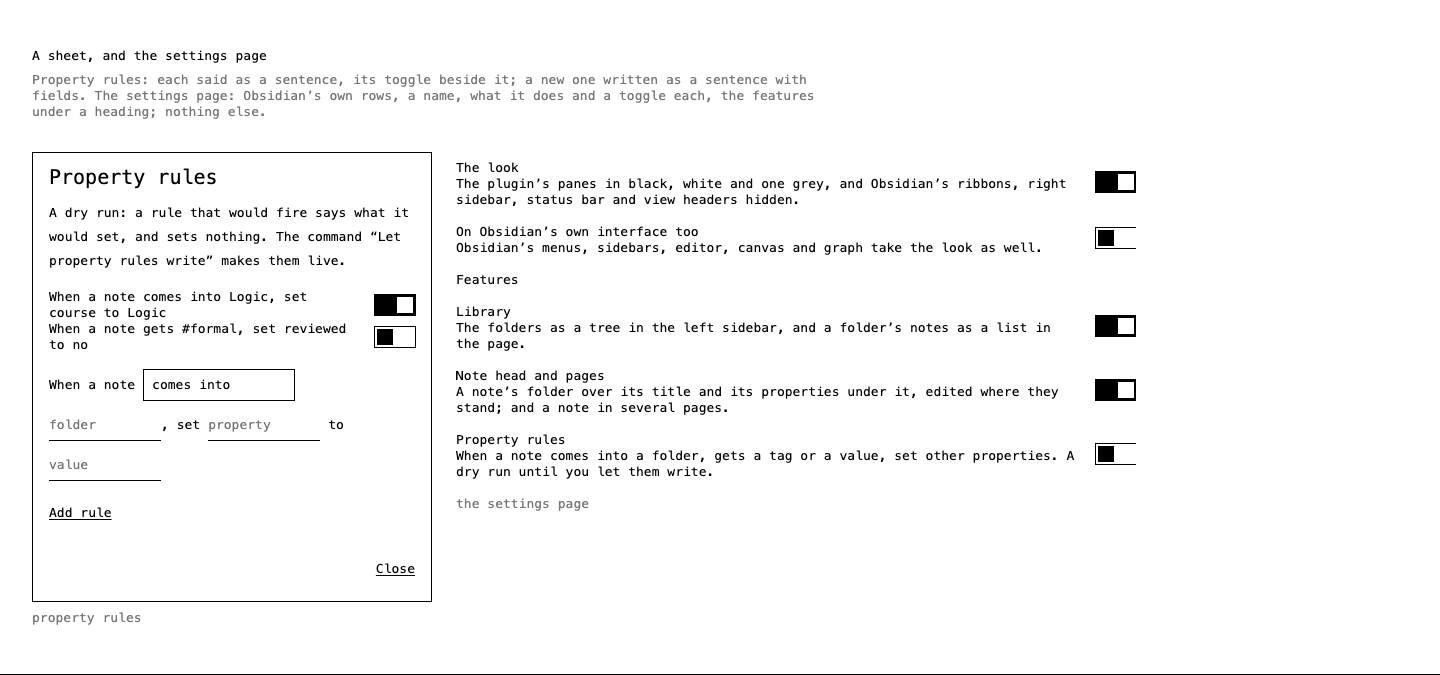 A sheet, and the settings page
Property rules: each said as a sentence, its toggle beside it; a new one written as a sentence with
fields. The settings page: Obsidian’s own rows, a name, what it does and a toggle each, the features
under a heading; nothing else.
Property rules
A dry run: a rule that would fire says what it
would set, and sets nothing. The command “Let
property rules write” makes them live.
When a note comes into Logic, set
course to Logic
When a note gets #formal, set reviewed
to no
When a note comes into
folder, set property to
value
Add rule
Close
property rules
The look
The plugin’s panes in black, white and one grey, and Obsidian’s ribbons, right
sidebar, status bar and view headers hidden.
On Obsidian’s own interface too
Obsidian’s menus, sidebars, editor, canvas and graph take the look as well.
Features
Library
The folders as a tree in the left sidebar, and a folder’s notes as a list in
the page.
Note head and pages
A note’s folder over its title and its properties under it, edited where they
stand; and a note in several pages.
Property rules
When a note comes into a folder, gets a tag or a value, set other properties. A
dry run until you let them write.
the settings page